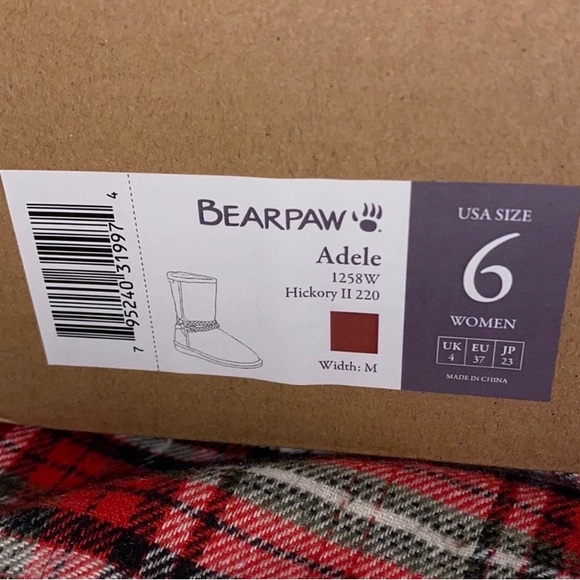 7 95240 31997 4
BEARPAW
Adele
1258W
Hickory II 220
Width: M
USA SIZE
6
WOMEN
UK EU JP
4 37 23
MADE IN CHINA